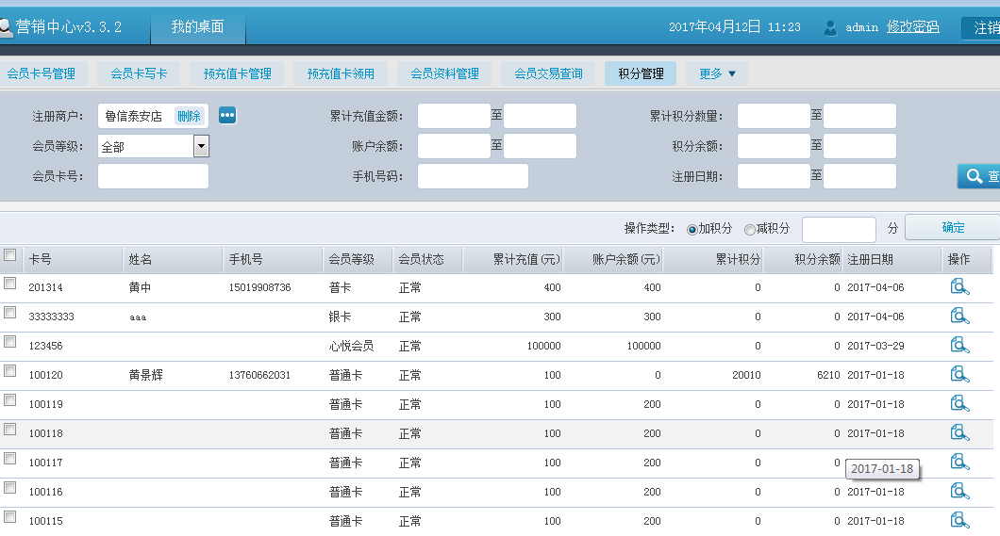 营销中心v3.3.2 我的桌面 2017年04月12日 11:23 admin 修改密码 注销
会员卡号管理 会员卡写卡 预充值卡管理 预充值卡领用 会员资料管理 会员交易查询 积分管理 更多
注册商户: 鲁信泰安店 删除 累计充值金额: 至 累计积分数量: 至
会员等级: 全部 账户余额: 至 积分余额: 至
会员卡号: 手机号码: 注册日期: 至 查
操作类型: 加积分 减积分 分 确定
卡号 姓名 手机号 会员等级 会员状态 累计充值(元) 账户余额(元) 累计积分 积分余额 注册日期 操作
201314 黄中 15019908736 普卡 正常 400 400 0 0 2017-04-06
33333333 aaa 银卡 正常 300 300 0 0 2017-04-06
123456 心悦会员 正常 100000 100000 0 0 2017-03-29
100120 黄景辉 13760662031 普通卡 正常 100 0 20010 6210 2017-01-18
100119 普通卡 正常 100 200 0 0 2017-01-18
100118 普通卡 正常 100 200 0 0 2017-01-18
100117 普通卡 正常 100 200 0 0 2017-01-18
2017-01-18
100116 普通卡 正常 100 200 0 0 2017-01-18
100115 普通卡 正常 100 200 0 0 2017-01-18